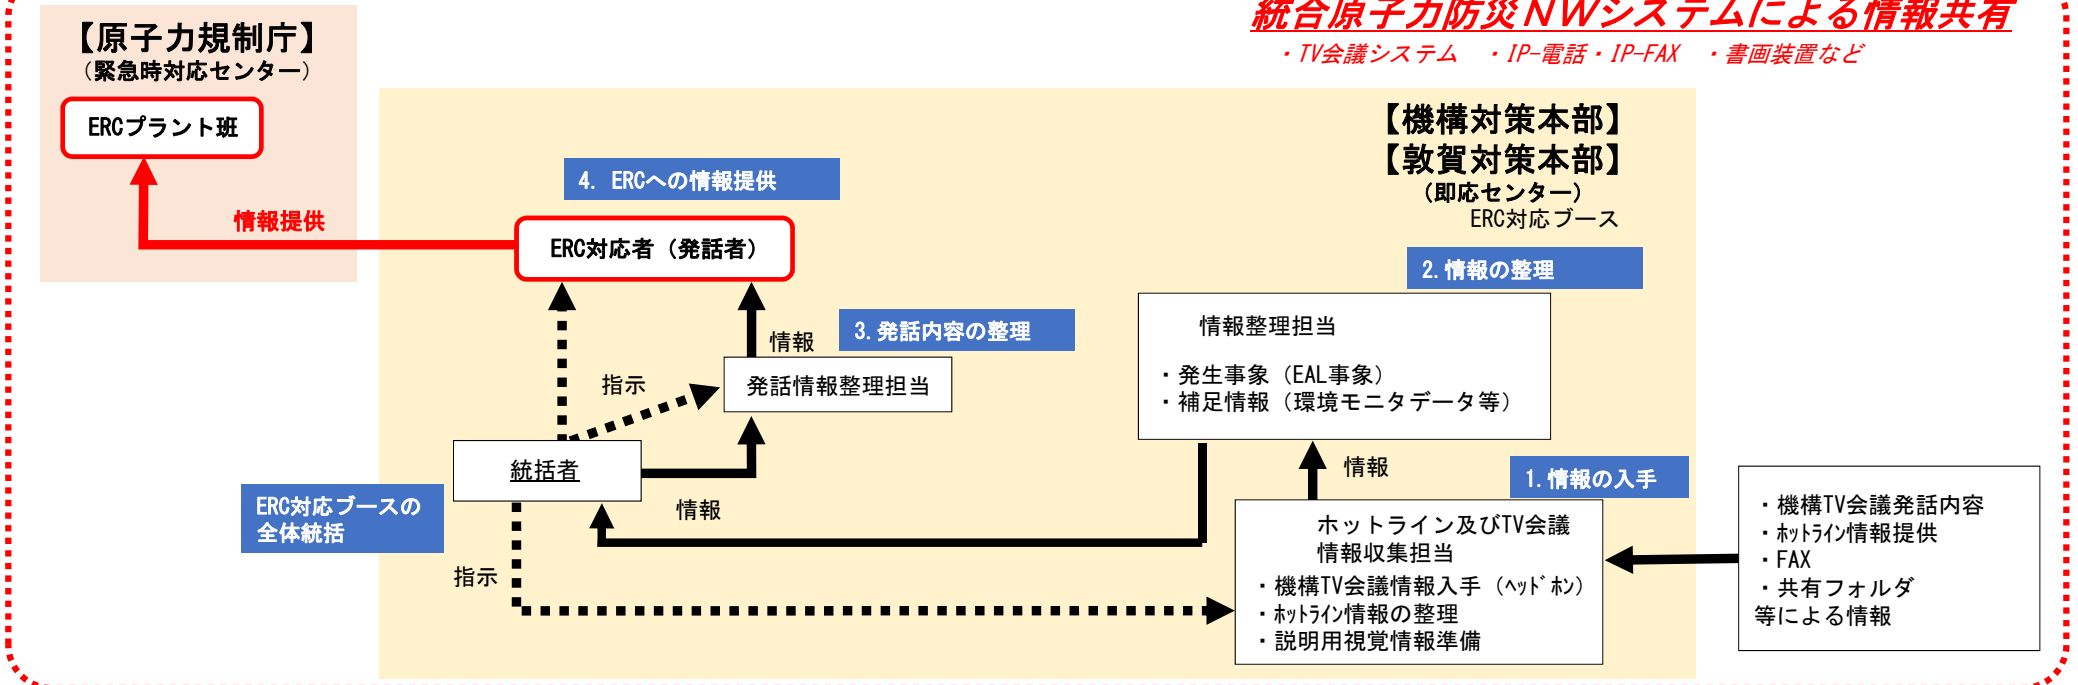 統合原子力防災NWシステムによる情報共有
・TV会議システム　・IP-電話・IP-FAX　・書画装置など
【原子力規制庁】
（緊急時対応センター）
ERCプラント班
情報提供
【機構対策本部】
【敦賀対策本部】
（即応センター）
ERC対応ブース
4. ERCへの情報提供
ERC対応者（発話者）
2.情報の整理
情報整理担当
・発生事象（EAL事象）
・補足情報（環境モニタデータ等）
3.発話内容の整理
情報
発話情報整理担当
指示
統括者
情報
ERC対応ブースの
全体統括
指示
情報
1.情報の入手
ホットライン及びTV会議
情報収集担当
・機構TV会議情報入手（ﾍｯﾄﾞﾎﾝ）
・ﾎｯﾄﾗｲﾝ情報の整理
・説明用視覚情報準備
・機構TV会議発話内容
・ﾎｯﾄﾗｲﾝ情報提供
・FAX
・共有フォルダ
等による情報